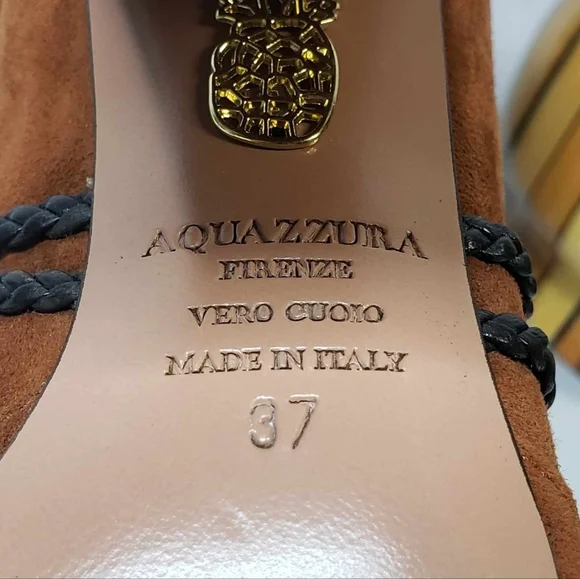 AQUAZZURA
FIRENZE
VERO CUOIO
MADE IN ITALY
37